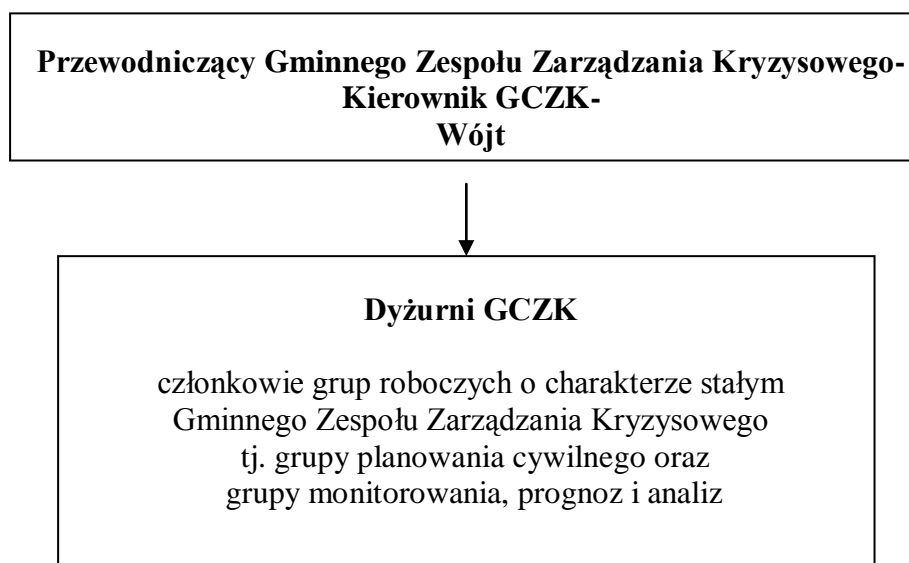 Przewodniczący Gminnego Zespołu Zarządzania Kryzysowego-
Kierownik GCZK-
Wójt
Dyżurni GCZK
członkowie grup roboczych o charakterze stałym
Gminnego Zespołu Zarządzania Kryzysowego
tj. grupy planowania cywilnego oraz
grupy monitorowania, prognoz i analiz